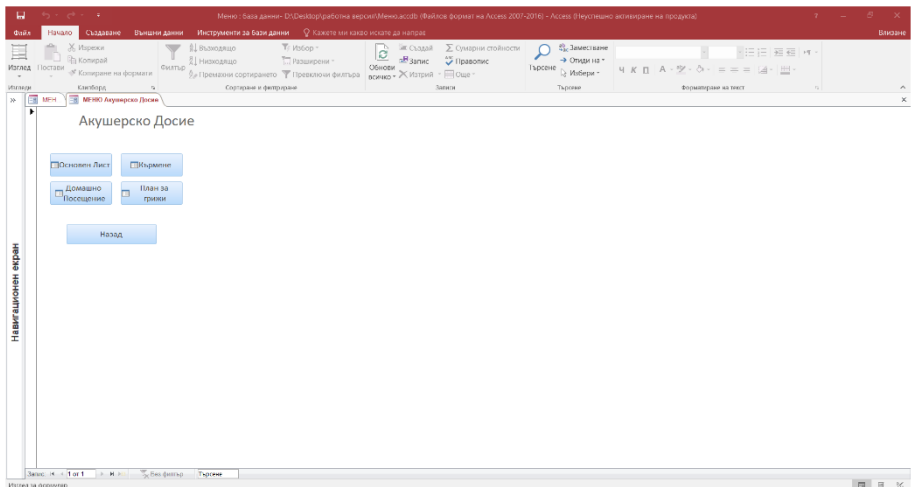 Меню : база данни- D:\Desktop\работна версия\Меню.accdb (Файлов формат на Access 2007-2016) - Access (Неуспешно активиране на продукта)
Файл Начало Създаване Външни данни Инструменти за бази данни Кажете ми какво искате да направ Влизане
Изглед
Постави
Изрежи
Копирай
Копиране на формати
Филтър
Възходящо
Низходящо
Премахни сортирането
Избор
Разширени
Превключи филтъра
Обнови всичко
Създай
Запис
Изтрий
Сумарни стойности
Правопис
Още
Търсене
Заместване
Отиди на
Избери
Ч К П
Изгледи Клипборд Сортиране и филтриране Записи Търсене Форматиране на текст
МЕН МЕНЮ Акушерско Досие
Акушерско Досие
Основен Лист Кърмене
Домашно Посещение
План за грижи
Назад
Навигационен екран
Запис: 1 от 1 Без филтър Търсене
Изглед за формуляр